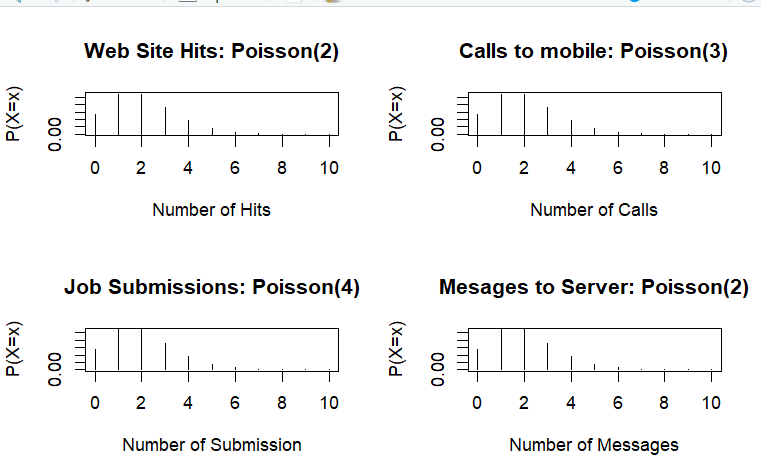 Web Site Hits: Poisson(2)
P(X=x)
0.00
0 2 4 6 8 10
Number of Hits
Calls to mobile: Poisson(3)
P(X=x)
0.00
0 2 4 6 8 10
Number of Calls
Job Submissions: Poisson(4)
P(X=x)
0.00
0 2 4 6 8 10
Number of Submission
Mesages to Server: Poisson(2)
P(X=x)
0.00
0 2 4 6 8 10
Number of Messages